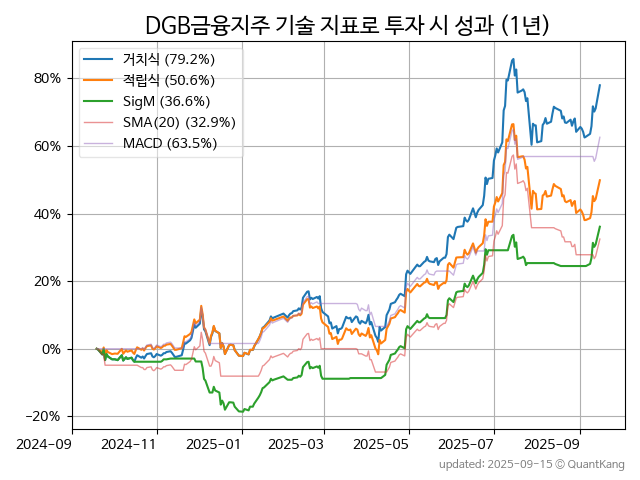 DGB금융지주 기술 지표로 투자 시 성과 (1년)
거치식 (79.2%)
적립식 (50.6%)
SigM (36.6%)
SMA(20) (32.9%)
MACD (63.5%)
80%
60%
40%
20%
0%
−20%
2024-09 2024-11 2025-01 2025-03 2025-05 2025-07 2025-09
updated: 2025-09-15 © QuantKang